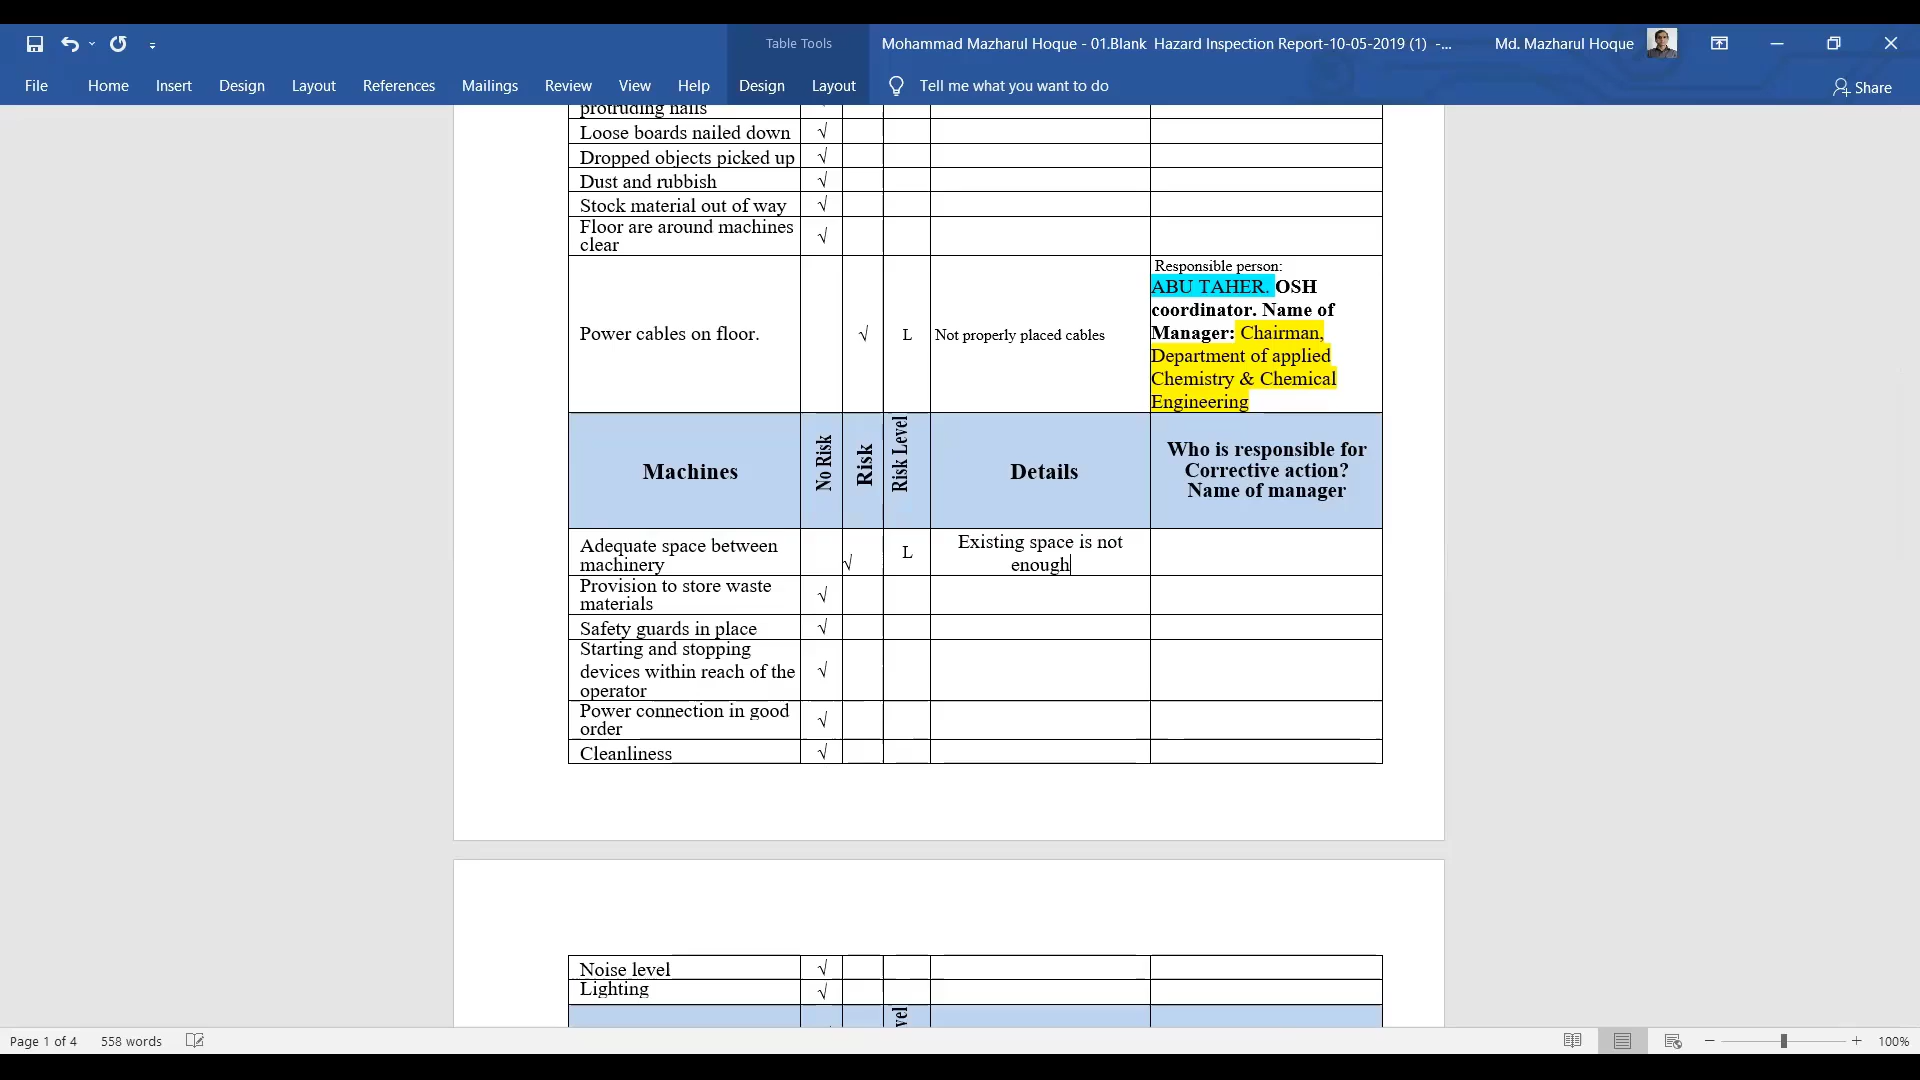 Table Tools
Mohammad Mazharul Hoque - 01.Blank  Hazard Inspection Report-10-05-2019 (1)  -...
Md. Mazharul Hoque
File Home Insert Design Layout References Mailings Review View Help Design Layout Tell me what you want to do Share
protruding nails
Loose boards nailed down √
Dropped objects picked up √
Dust and rubbish √
Stock material out of way √
Floor are around machines
clear √
Power cables on floor. √ L Not properly placed cables
Responsible person:
ABU TAHER. OSH
coordinator. Name of
Manager: Chairman,
Department of applied
Chemistry & Chemical
Engineering
Machines No Risk Risk Risk Level Details
Who is responsible for
Corrective action?
Name of manager
Adequate space between
machinery √ L
Existing space is not
enough
Provision to store waste
materials √
Safety guards in place √
Starting and stopping
devices within reach of the
operator √
Power connection in good
order √
Cleanliness √
Noise level √
Lighting √
vel
Page 1 of 4 558 words 100%